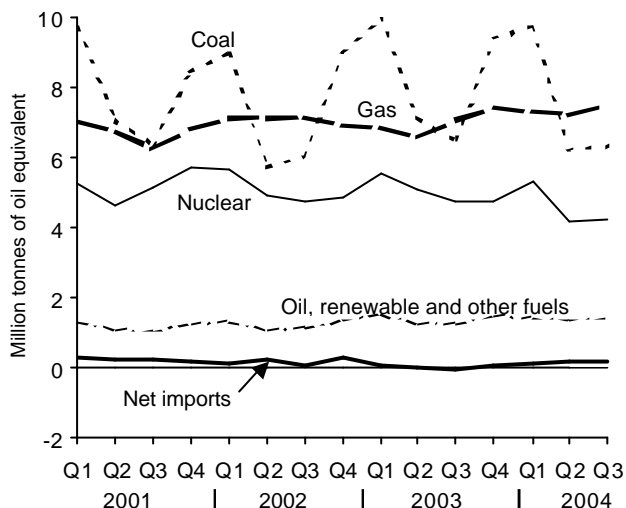 Million tonnes of oil equivalent
10
8
6
4
2
0
-2
Coal
Gas
Nuclear
Oil, renewable and other fuels
Net imports
Q1 Q2 Q3 Q4 Q1 Q2 Q3 Q4 Q1 Q2 Q3 Q4 Q1 Q2 Q3
2001 2002 2003 2004